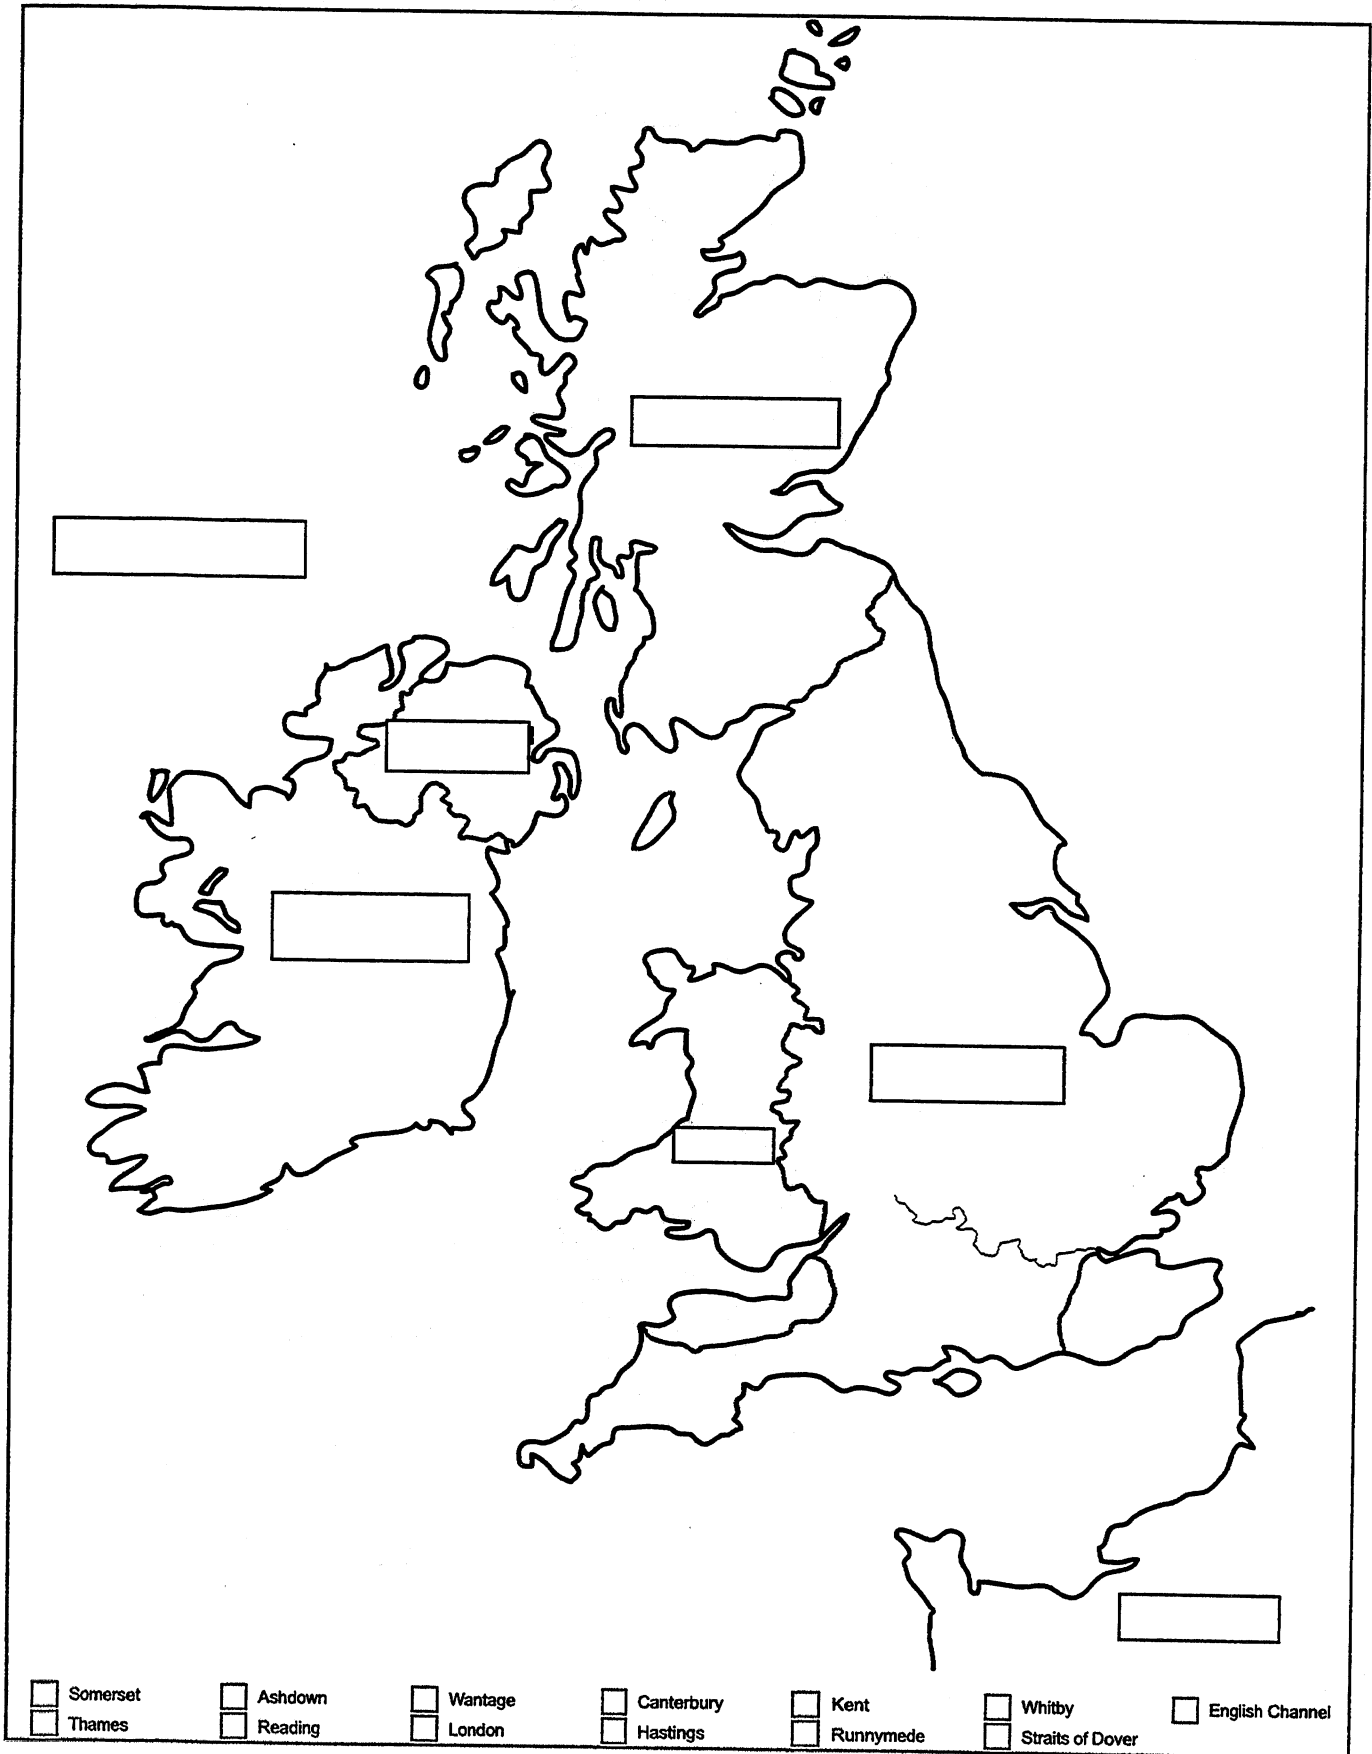 Somerset Ashdown Wantage Canterbury Kent Whitby English Channel
Thames Reading London Hastings Runnymede Straits of Dover